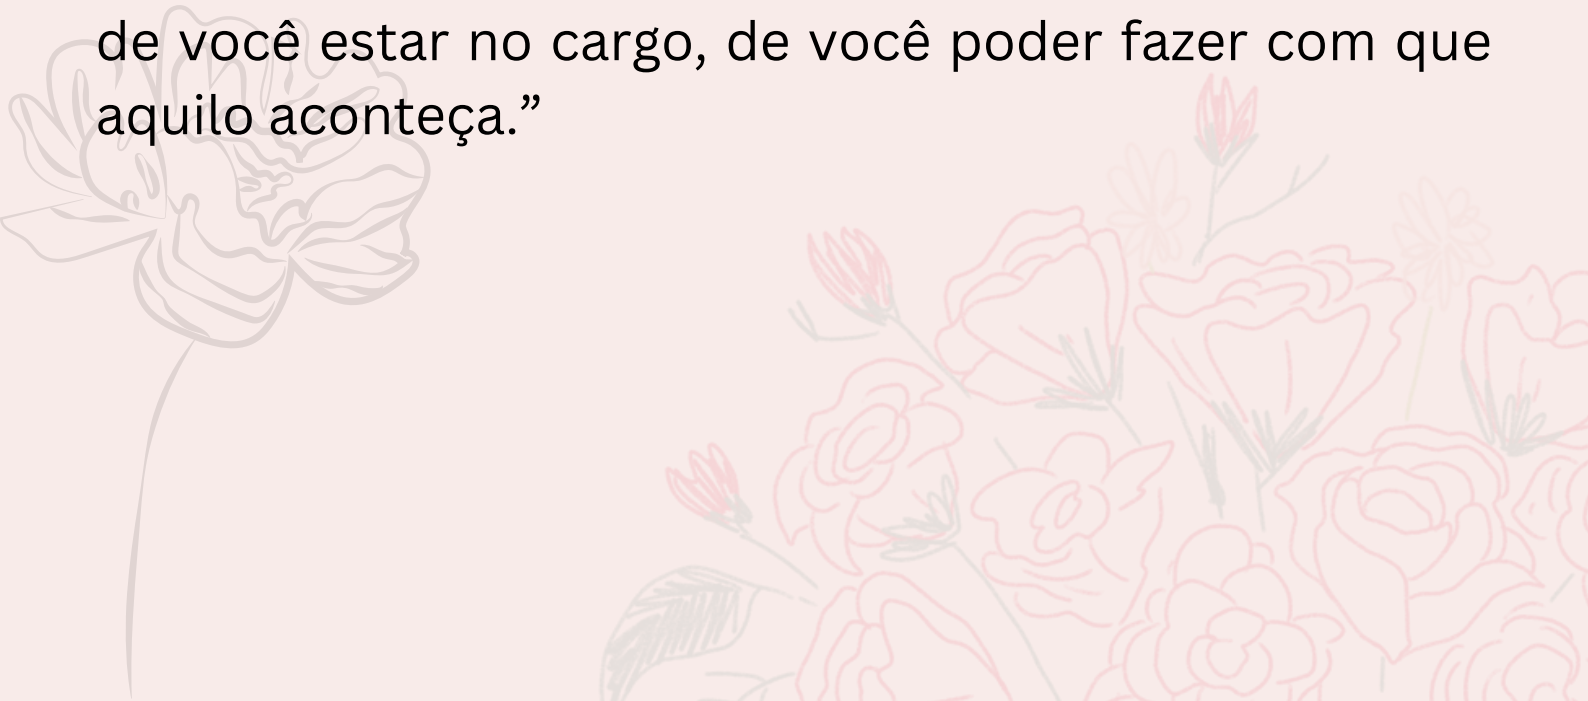 de você estar no cargo, de você poder fazer com que
aquilo aconteça.”